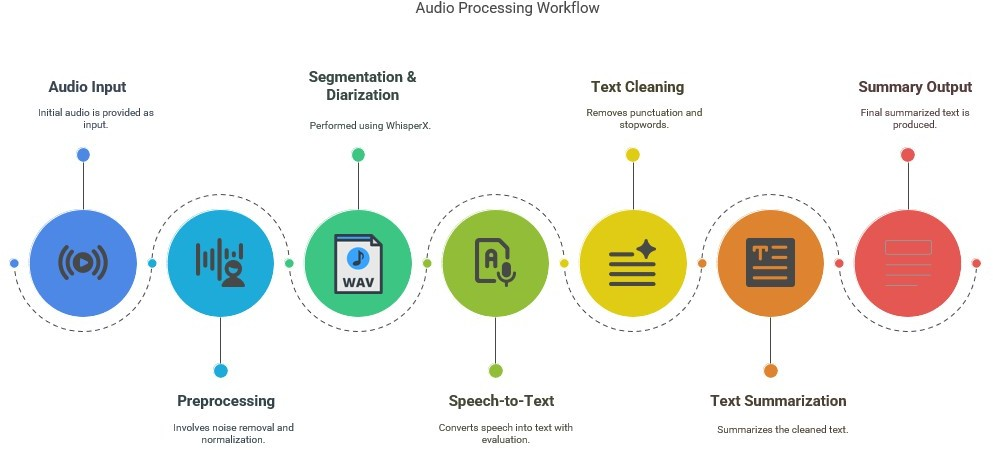 Audio Processing Workflow
Audio Input
Initial audio is provided as
input.
Preprocessing
Involves noise removal and
normalization.
Segmentation &
Diarization
Performed using WhisperX.
WAV
A
Speech-to-Text
Converts speech into text with
evaluation.
Text Cleaning
Removes punctuation and
stopwords.
T
Text Summarization
Summarizes the cleaned text.
Summary Output
Final summarized text is
produced.